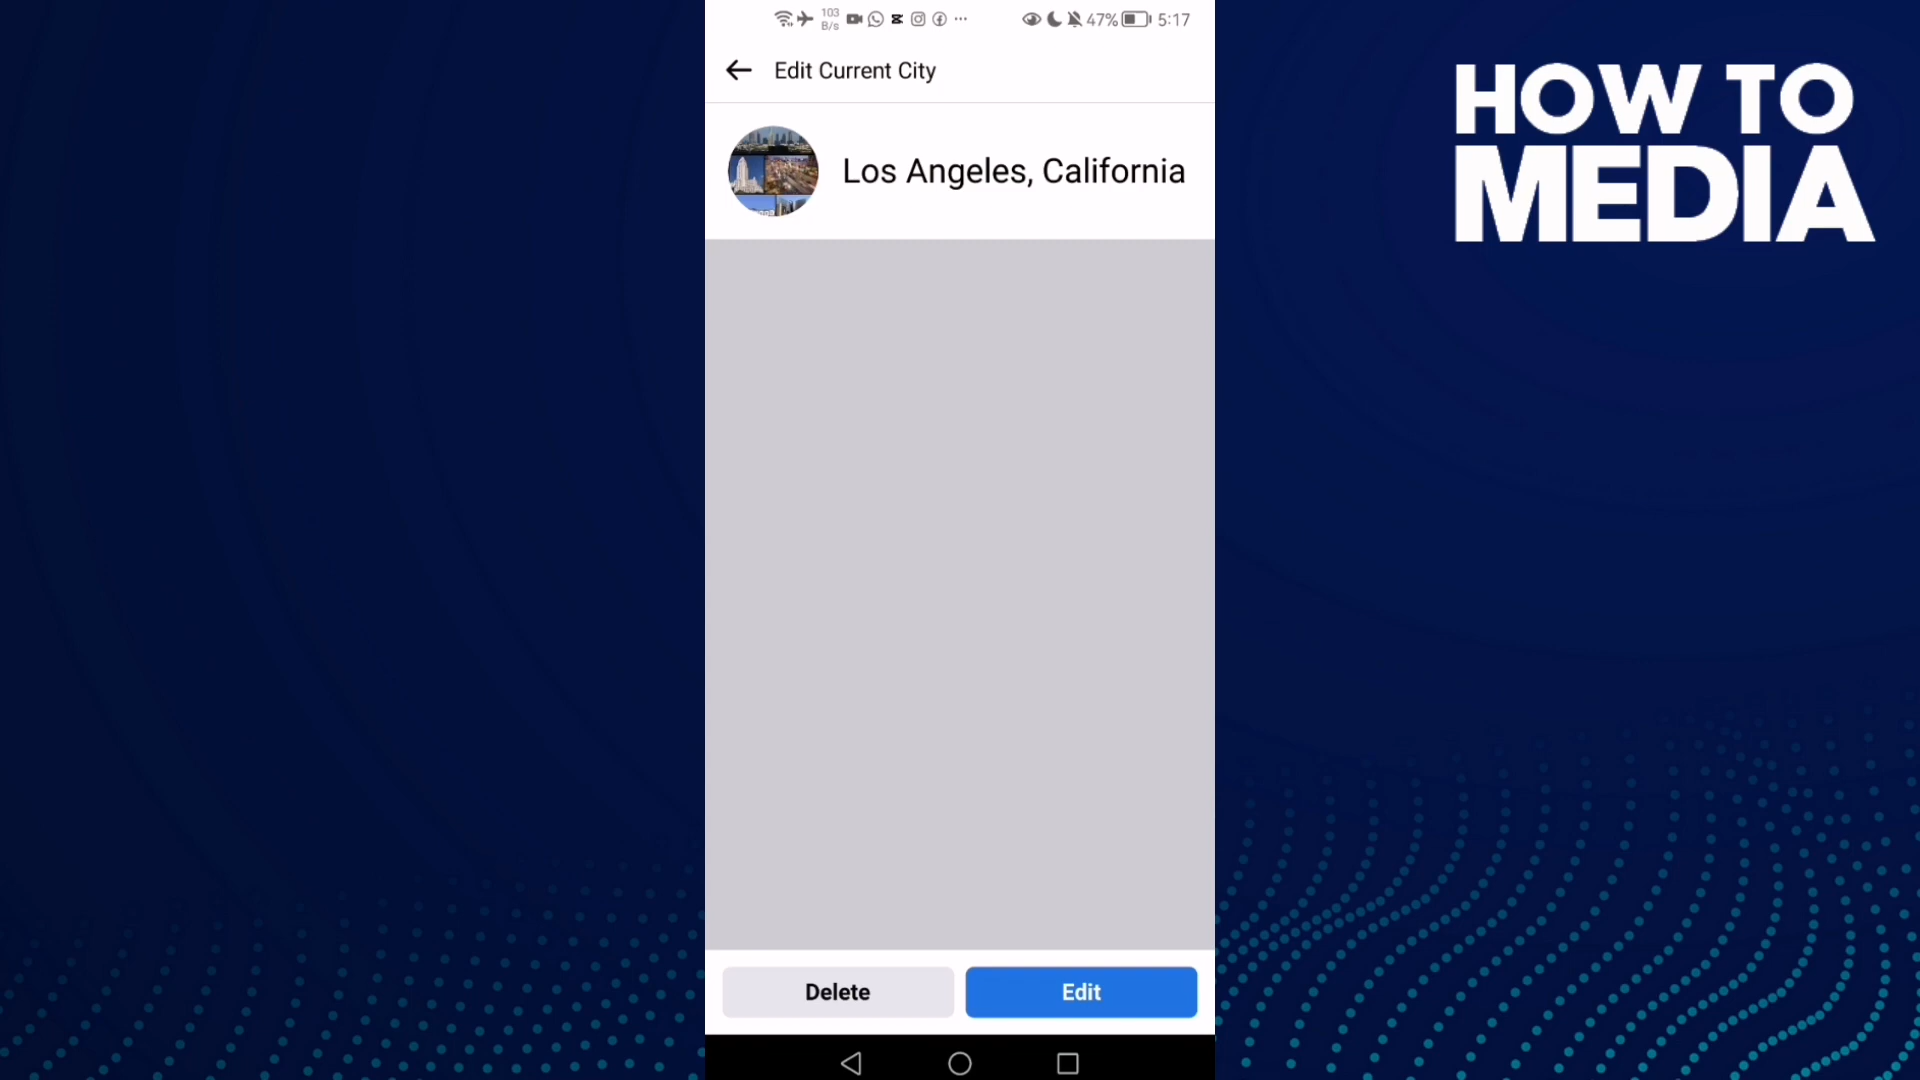 103
B/s
47%
5:17
Edit Current City
Los Angeles, California
Delete
Edit
HOW TO
MEDIA